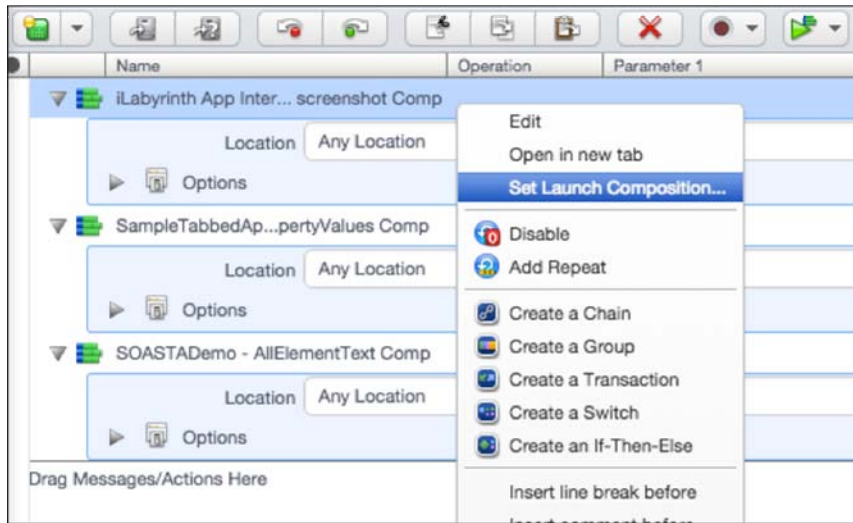 Name Operation Parameter 1
iLabyrinth App Inter... screenshot Comp
Location Any Location
Options
SampleTabbedAp...pertyValues Comp
Location Any Location
Options
SOASTADemo - AllElementText Comp
Location Any Location
Options
Drag Messages/Actions Here
Edit
Open in new tab
Set Launch Composition...
Disable
Add Repeat
Create a Chain
Create a Group
Create a Transaction
Create a Switch
Create an If-Then-Else
Insert line break before
Insert comment before